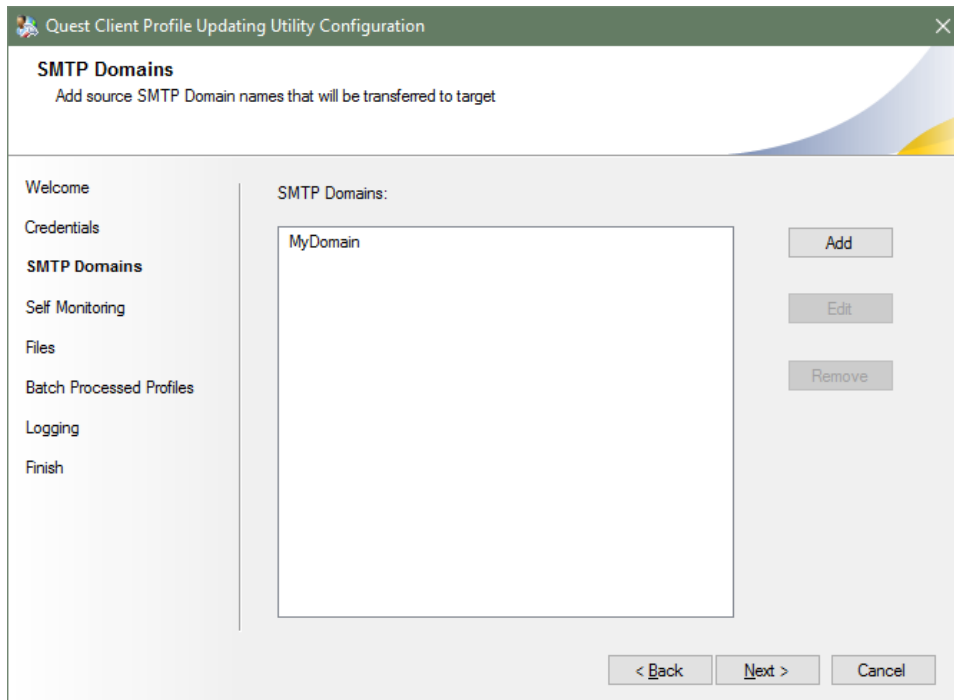 Quest Client Profile Updating Utility Configuration
SMTP Domains
Add source SMTP Domain names that will be transferred to target
Welcome
Credentials
SMTP Domains
Self Monitoring
Files
Batch Processed Profiles
Logging
Finish
SMTP Domains:
MyDomain
Add
Edit
Remove
< Back
Next >
Cancel